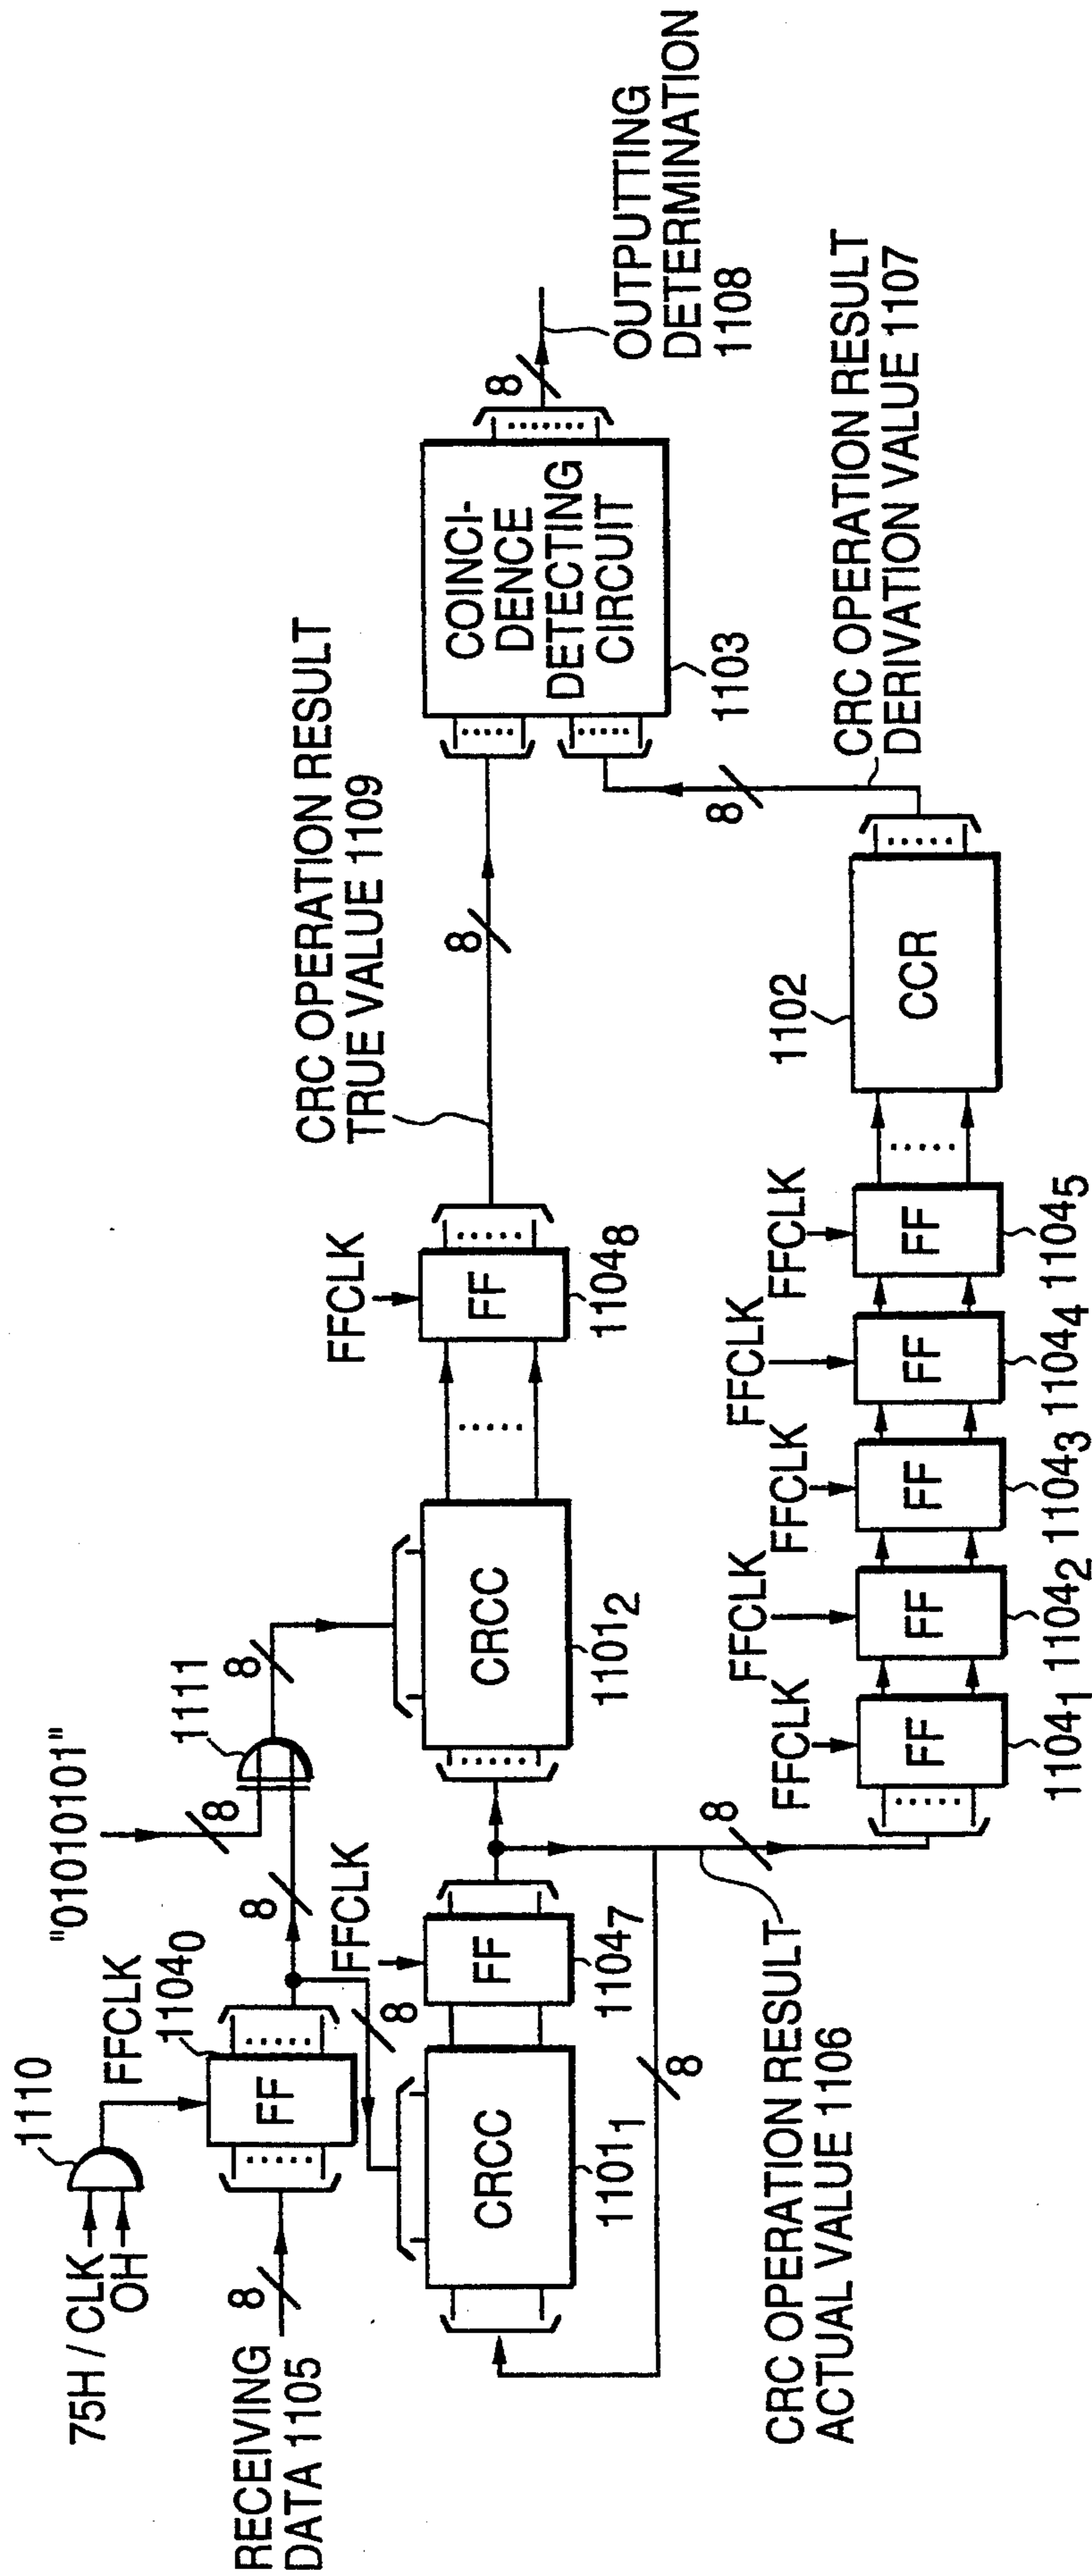 75H / CLK
OH
1110
FFCLK
RECEIVING
DATA 1105
8
FF
1104₀
"01010101"
8
8
1111
8
8
CRCC
1101₁
FFCLK
FF
1104₇
8
CRC OPERATION RESULT
ACTUAL VALUE 1106
8
CRCC
1101₂
FFCLK
FF
1104₈
CRC OPERATION RESULT
TRUE VALUE 1109
8
FFCLK
FF
1104₁
FFCLK
FF
1104₂
FFCLK
FF
1104₃
FFCLK
FF
1104₄
FFCLK
FF
1104₅
1102
CCR
8
CRC OPERATION RESULT
DERIVATION VALUE 1107
COINCI-
DENCE
DETECTING
CIRCUIT
1103
8
OUTPUTTING
DETERMINATION
1108